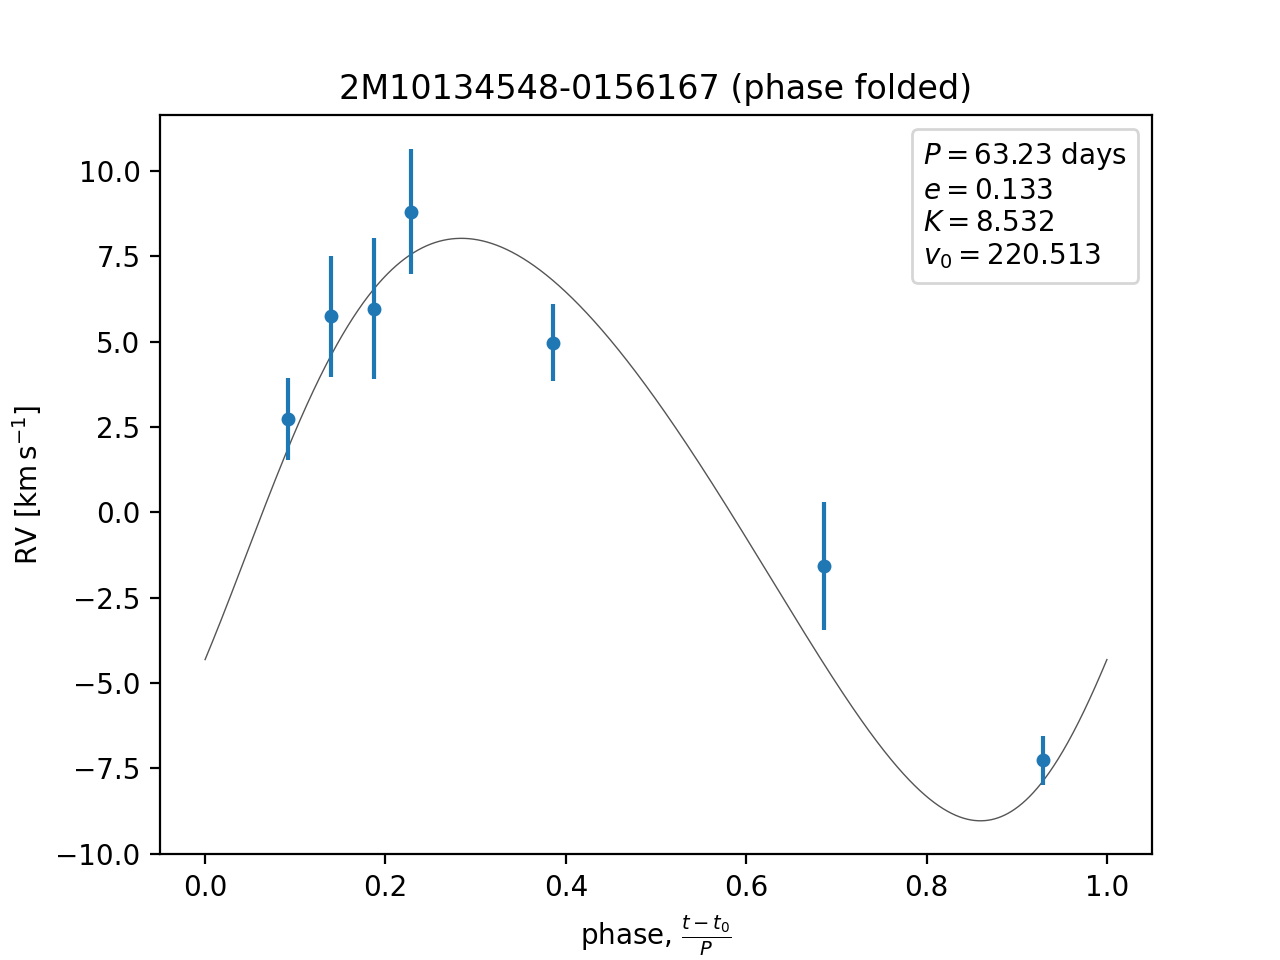 2M10134548-0156167 (phase folded)
P = 63.23 days
e = 0.133
K = 8.532
v₀ = 220.513
10.0
7.5
5.0
2.5
0.0
−2.5
−5.0
−7.5
−10.0
RV [km s⁻¹]
0.0 0.2 0.4 0.6 0.8 1.0
phase, (t − t₀)/P